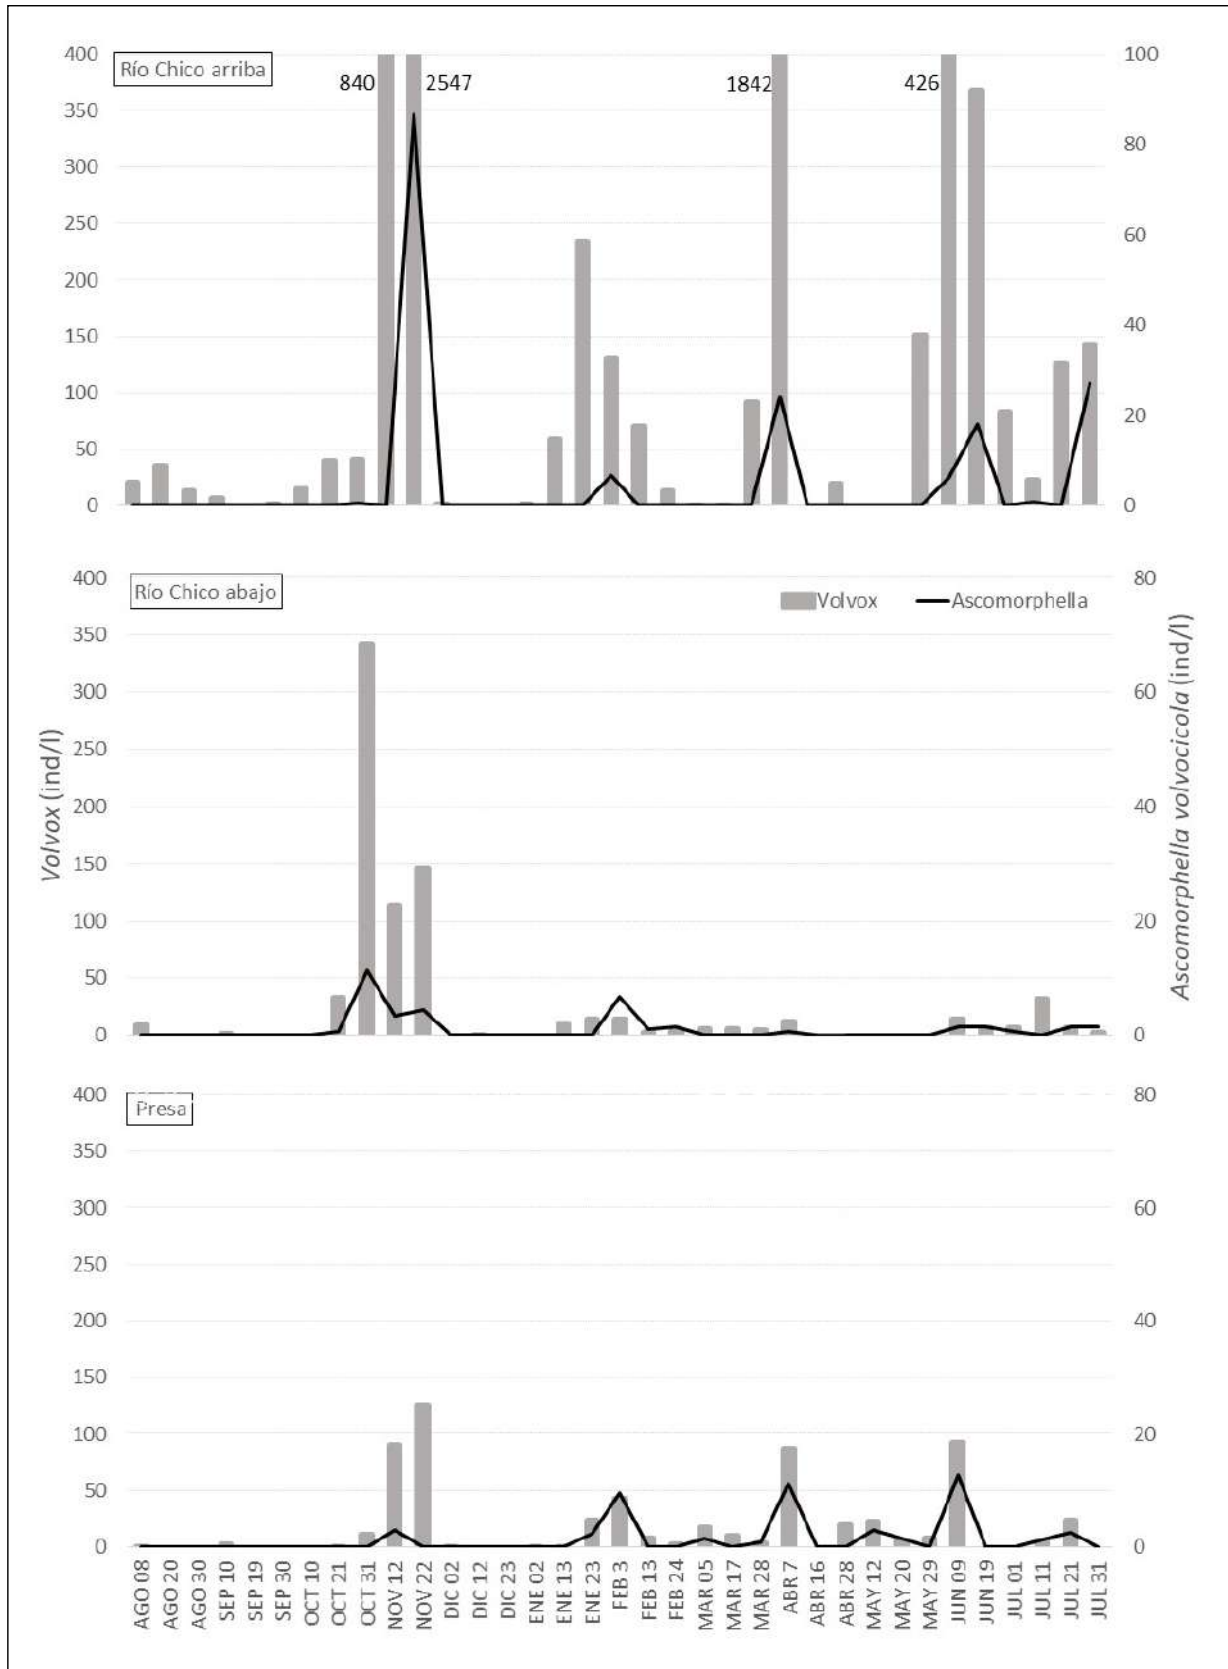 Río Chico arriba
400
350
300
250
200
150
100
50
0
840
2547
1842
426
100
80
60
40
20
0
Río Chico abajo
Volvox
Ascomorphella
400
350
300
250
200
150
100
50
0
80
60
40
20
0
Volvox (ind/l)
Ascomorphella volvocicola (ind/l)
Presa
400
350
300
250
200
150
100
50
0
80
60
40
20
0
AGO 08
AGO 20
AGO 30
SEP 10
SEP 19
SEP 30
OCT 10
OCT 21
OCT 31
NOV 12
NOV 22
DIC 02
DIC 12
DIC 23
ENE 02
ENE 13
ENE 23
FEB 3
FEB 13
FEB 24
MAR 05
MAR 17
MAR 28
ABR 7
ABR 16
ABR 28
MAY 12
MAY 20
MAY 29
JUN 09
JUN 19
JUL 01
JUL 11
JUL 21
JUL 31